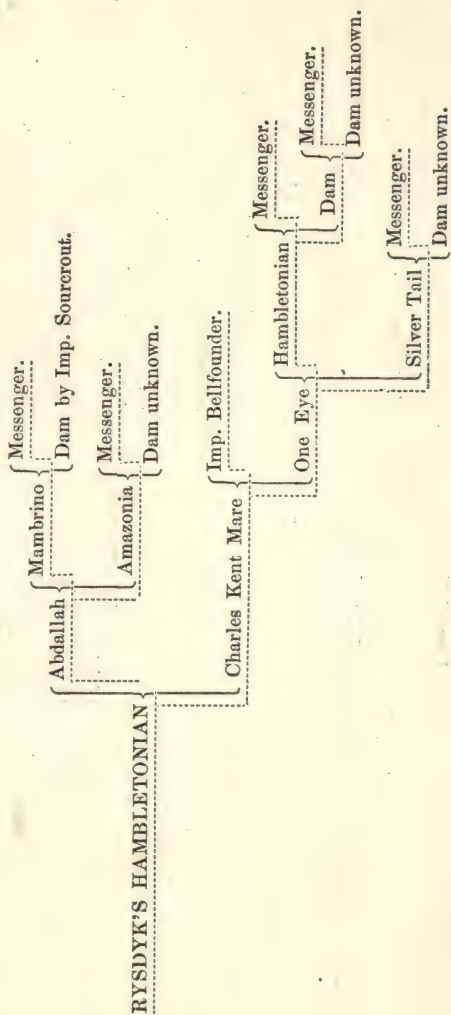 Messenger.
Mambrino
Abdallah
Dam by Imp. Sourcrout.
Messenger.
Amazonia
RYSDYK'S HAMBLETONIAN
Dam unknown.
Imp. Bellfounder.
Charles Kent Mare
Messenger.
Hambletonian
One Eye
Messenger.
Dam
Dam unknown.
Messenger.
Silver Tail
Dam unknown.